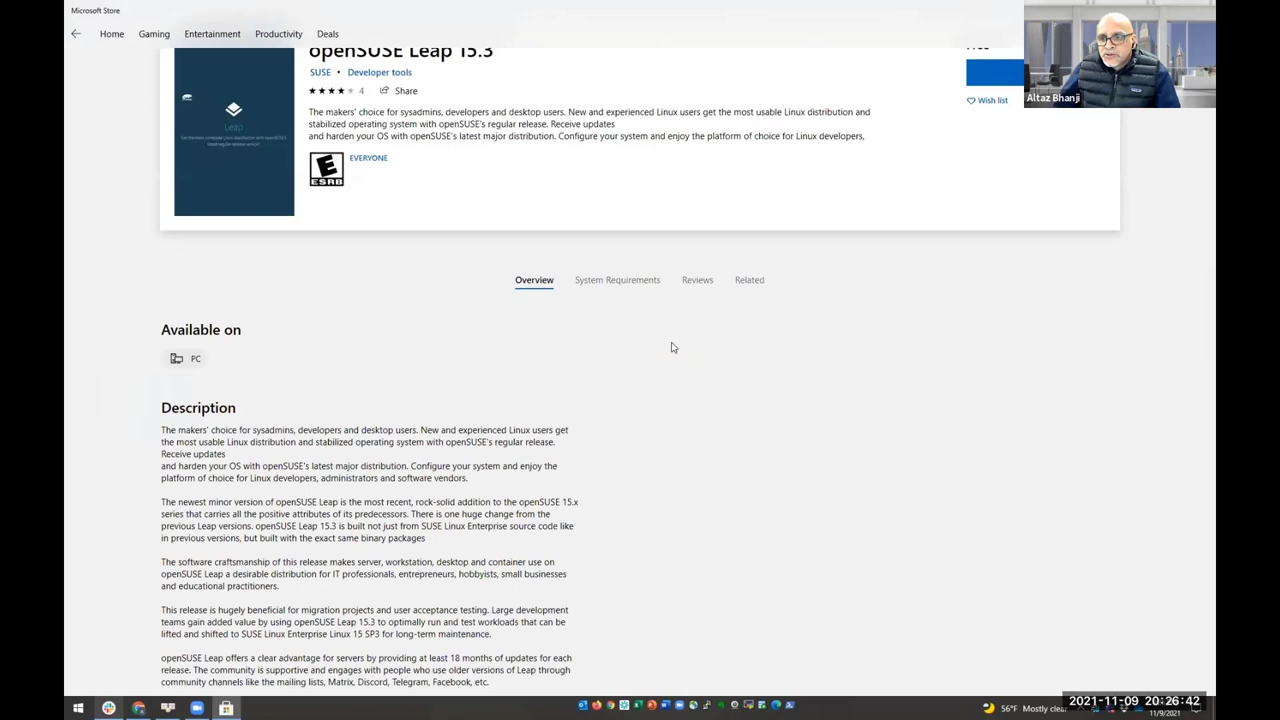 Microsoft Store
Home
Gaming
Entertainment
Productivity
Deals
openSUSE Leap 15.3
SUSE • Developer tools
4
Share
The makers' choice for sysadmins, developers and desktop users. New and experienced Linux users get the most usable Linux distribution and
stabilized operating system with openSUSE's regular release. Receive updates
and harden your OS with openSUSE's latest major distribution. Configure your system and enjoy the platform of choice for Linux developers,
E
ESRB
EVERYONE
Leap
Wish list
Altaz Bhanji
Overview
System Requirements
Reviews
Related
Available on
PC
Description
The makers' choice for sysadmins, developers and desktop users. New and experienced Linux users get
the most usable Linux distribution and stabilized operating system with openSUSE's regular release.
Receive updates
and harden your OS with openSUSE's latest major distribution. Configure your system and enjoy the
platform of choice for Linux developers, administrators and software vendors.
The newest minor version of openSUSE Leap is the most recent, rock-solid addition to the openSUSE 15.x
series that carries all the positive attributes of its predecessors. There is one huge change from the
previous Leap versions. openSUSE Leap 15.3 is built not just from SUSE Linux Enterprise source code like
in previous versions, but built with the exact same binary packages
The software craftsmanship of this release makes server, workstation, desktop and container use on
openSUSE Leap a desirable distribution for IT professionals, entrepreneurs, hobbyists, small businesses
and educational practitioners.
This release is hugely beneficial for migration projects and user acceptance testing. Large development
teams gain added value by using openSUSE Leap 15.3 to optimally run and test workloads that can be
lifted and shifted to SUSE Linux Enterprise Linux 15 SP3 for long-term maintenance.
openSUSE Leap offers a clear advantage for servers by providing at least 18 months of updates for each
release. The community is supportive and engages with people who use older versions of Leap through
community channels like the mailing lists, Matrix, Discord, Telegram, Facebook, etc.
56°F Mostly clear
2021-11-09 20:26:42
11/9/2021